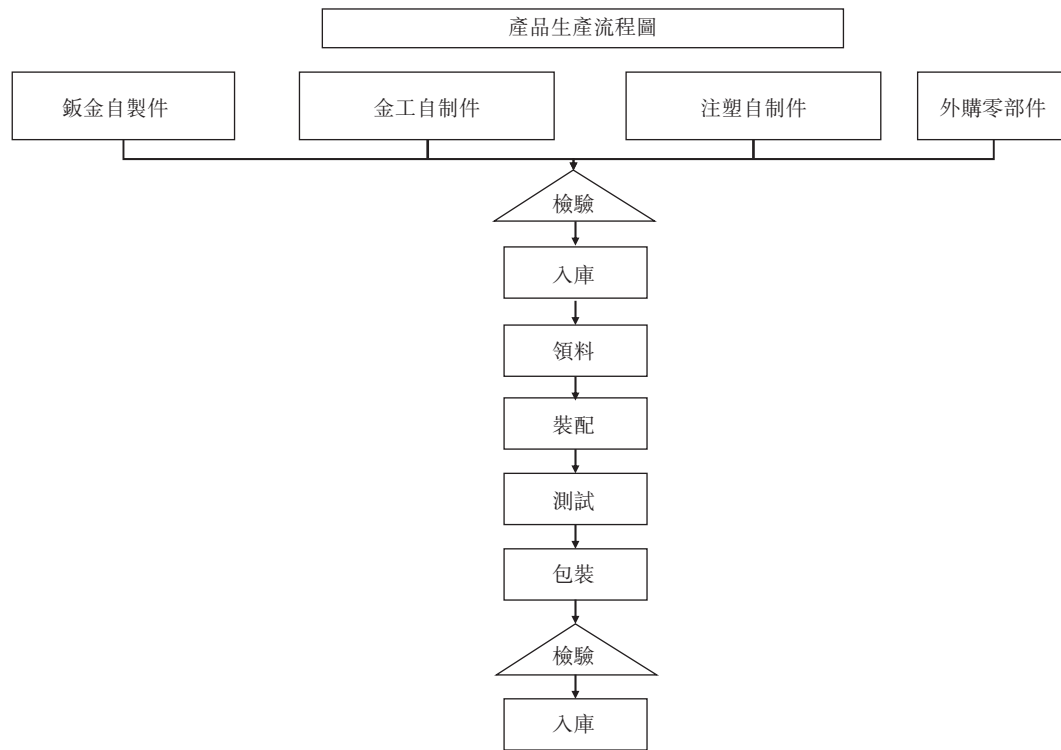 產品生產流程圖
鈑金自製件
金工自制件
注塑自制件
外購零部件
檢驗
入庫
領料
裝配
測試
包裝
檢驗
入庫